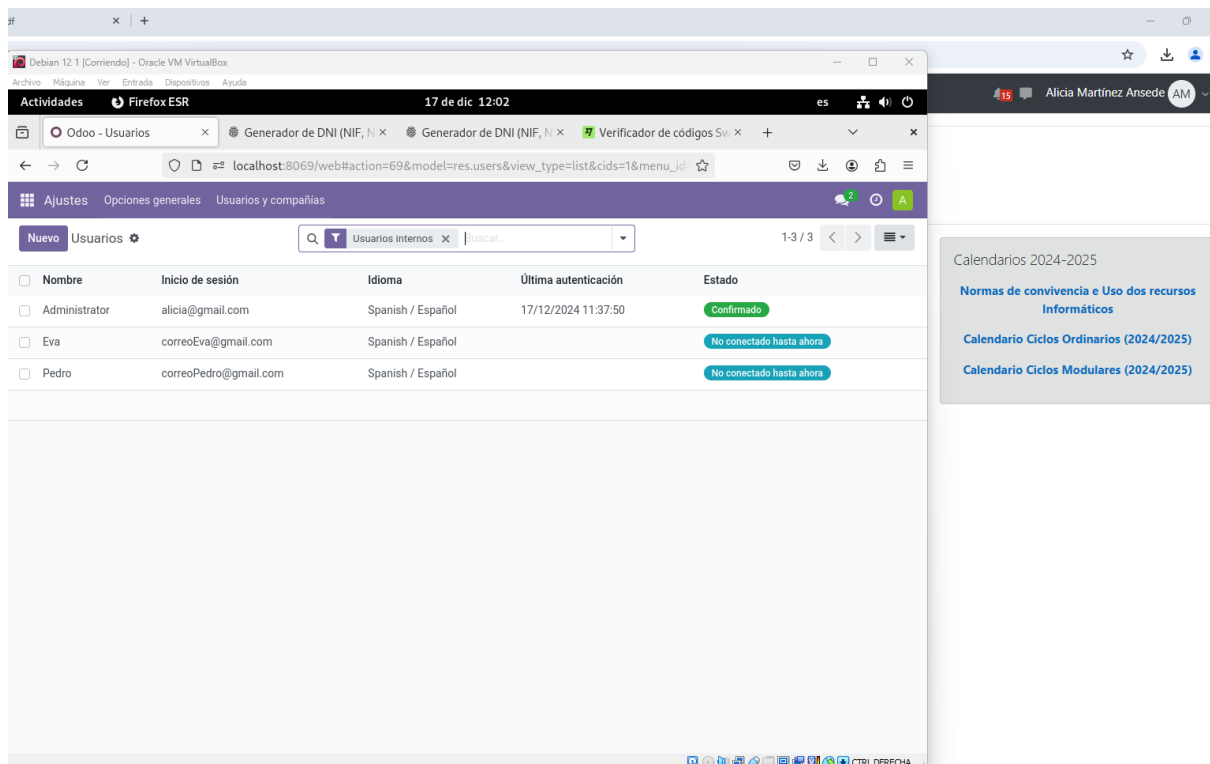 df
Debian 12 1 [Corriendo] - Oracle VM VirtualBox
Archivo Máquina Ver Entrada Dispositivos Ayuda
15 Alicia Martínez Ansede AM
Actividades Firefox ESR 17 de dic 12:02 es
Odoo - Usuarios Generador de DNI (NIF, N Generador de DNI (NIF, N Verificador de códigos Sw
localhost:8069/web#action=69&model=res.users&view_type=list&cids=1&menu_id=
Ajustes Opciones generales Usuarios y compañías 2 A
Nuevo Usuarios Usuarios internos Buscar... 1-3 / 3
Nombre Inicio de sesión Idioma Última autenticación Estado
Administrator alicia@gmail.com Spanish / Español 17/12/2024 11:37:50 Confirmado
Eva correoEva@gmail.com Spanish / Español No conectado hasta ahora
Pedro correoPedro@gmail.com Spanish / Español No conectado hasta ahora
Calendarios 2024-2025
Normas de convivencia e Uso dos recursos
Informáticos
Calendario Ciclos Ordinarios (2024/2025)
Calendario Ciclos Modulares (2024/2025)
CTRL DERECHA